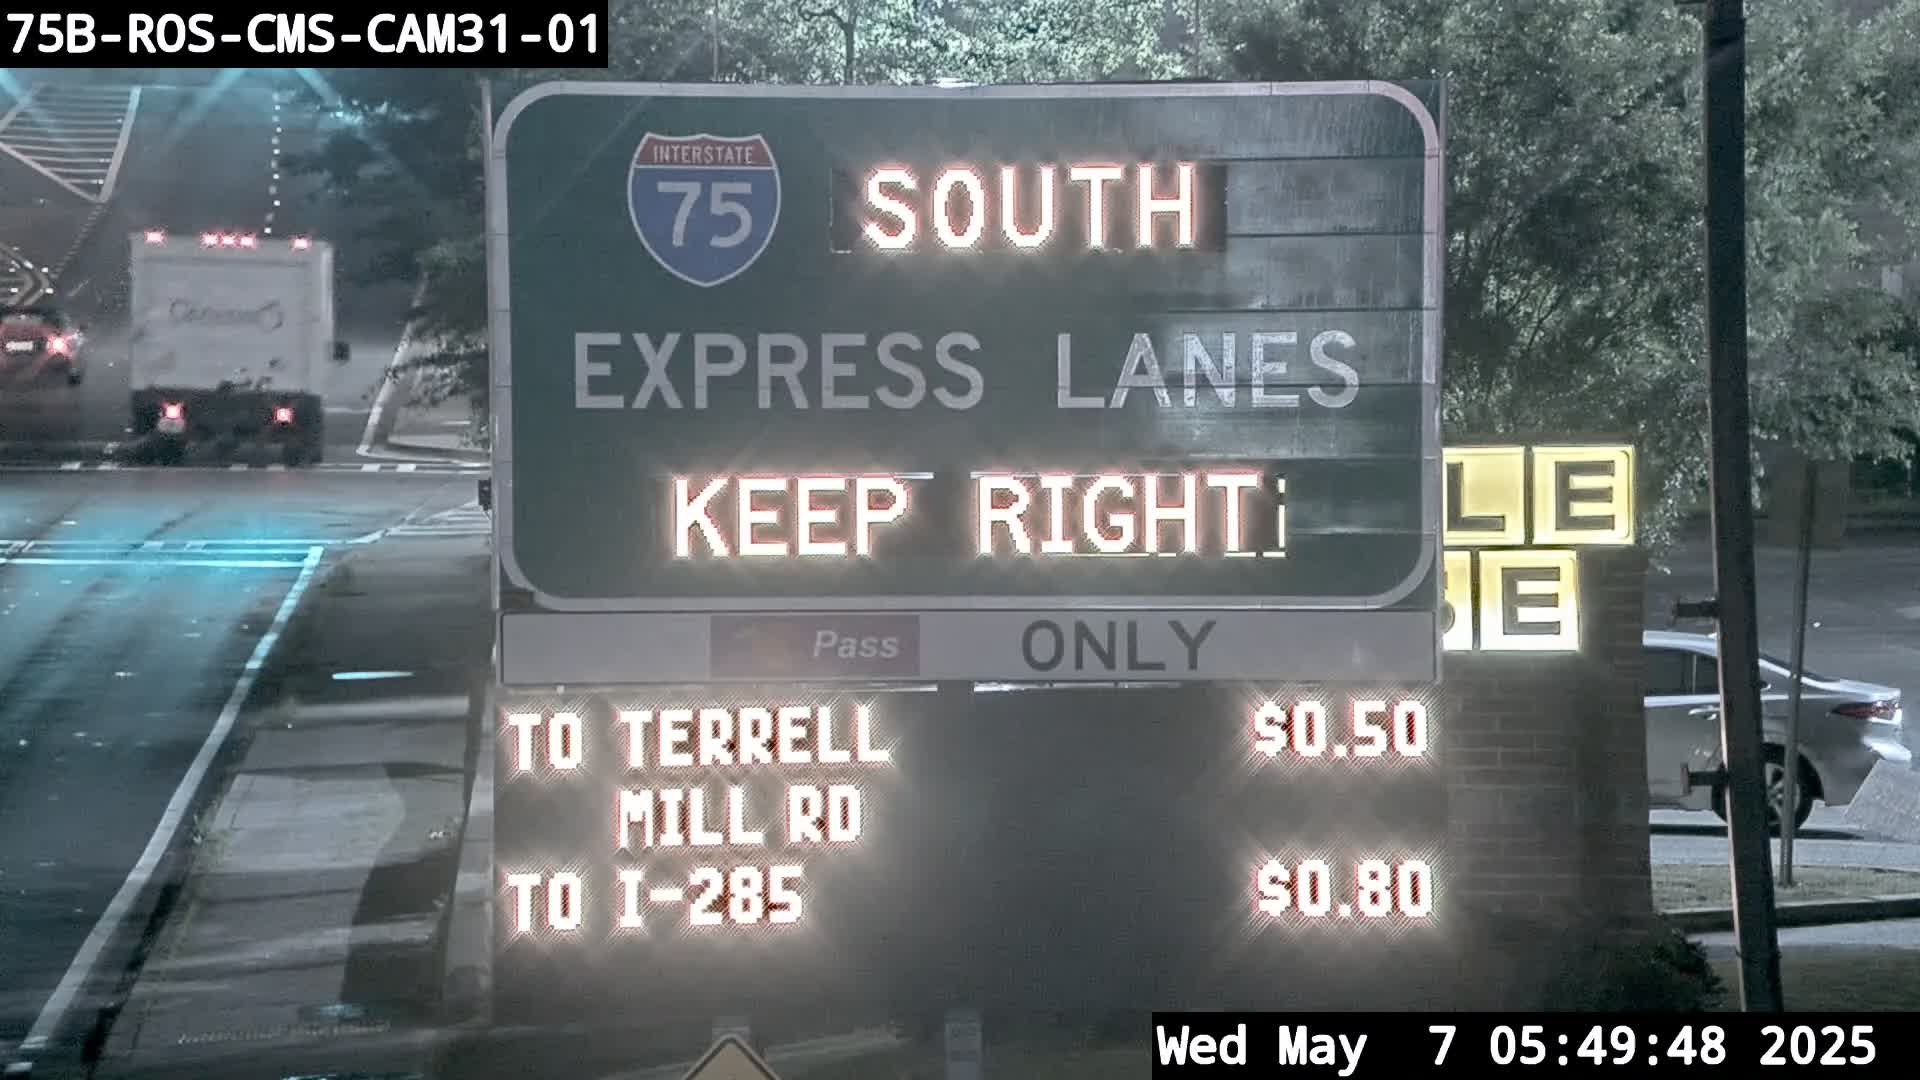 75B-ROS-CMS-CAM31-01
INTERSTATE
75
SOUTH
EXPRESS LANES
KEEP RIGHT
Pass ONLY
LE
E
TO TERRELL $0.50
MILL RD
TO I-285 $0.80
Wed May 7 05:49:48 2025